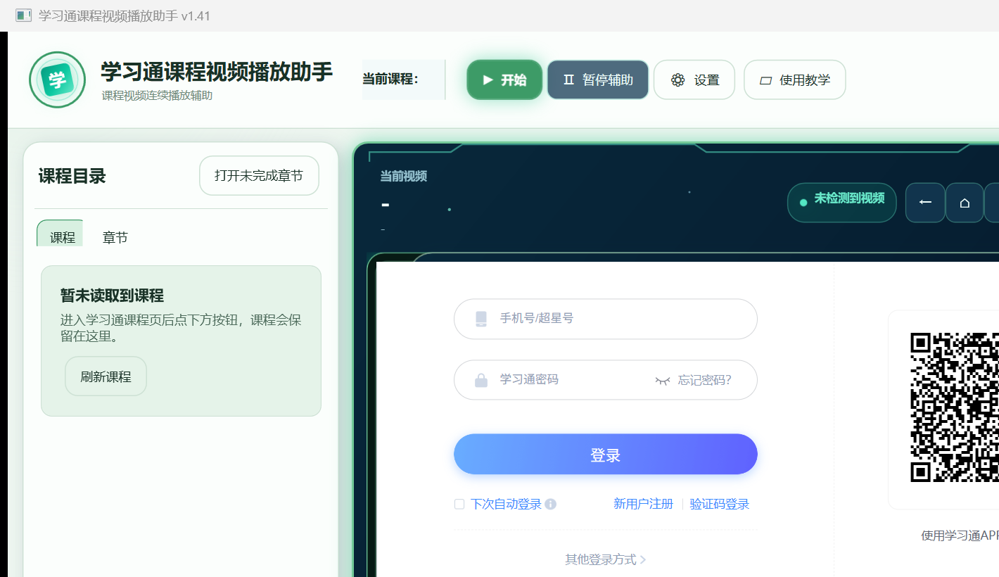 学习通课程视频播放助手 v1.41
学
学习通课程视频播放助手
课程视频连续播放辅助
当前课程：
开始
暂停辅助
设置
使用教学
课程目录
打开未完成章节
课程
章节
暂未读取到课程
进入学习通课程页后点下方按钮，课程会保
留在这里。
刷新课程
当前视频
-
-
未检测到视频
手机号/超星号
学习通密码
忘记密码？
登录
下次自动登录
新用户注册
验证码登录
其他登录方式
使用学习通APP